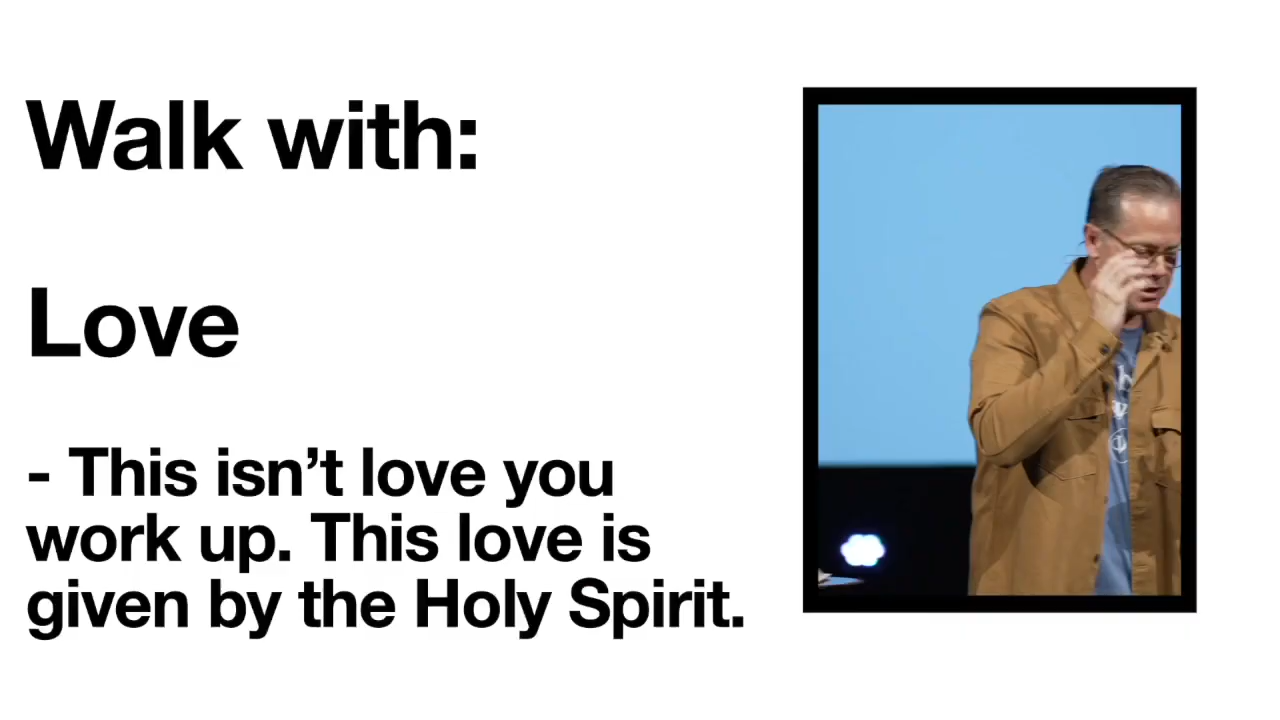 Walk with:
Love
- This isn’t love you
work up. This love is
given by the Holy Spirit.